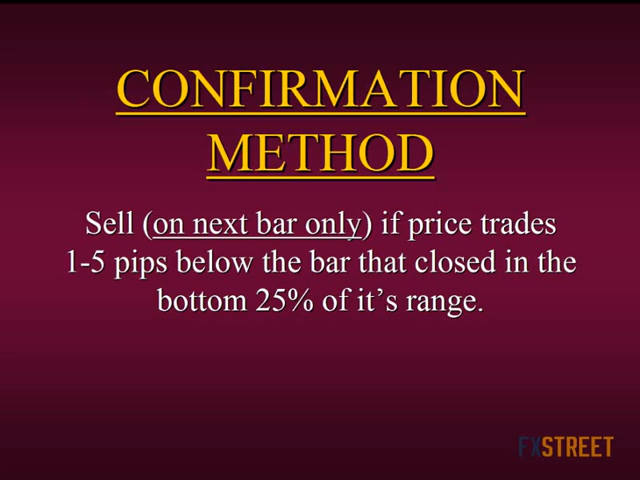 CONFIRMATION
METHOD
Sell (on next bar only) if price trades
1-5 pips below the bar that closed in the
bottom 25% of it’s range.
FXSTREET